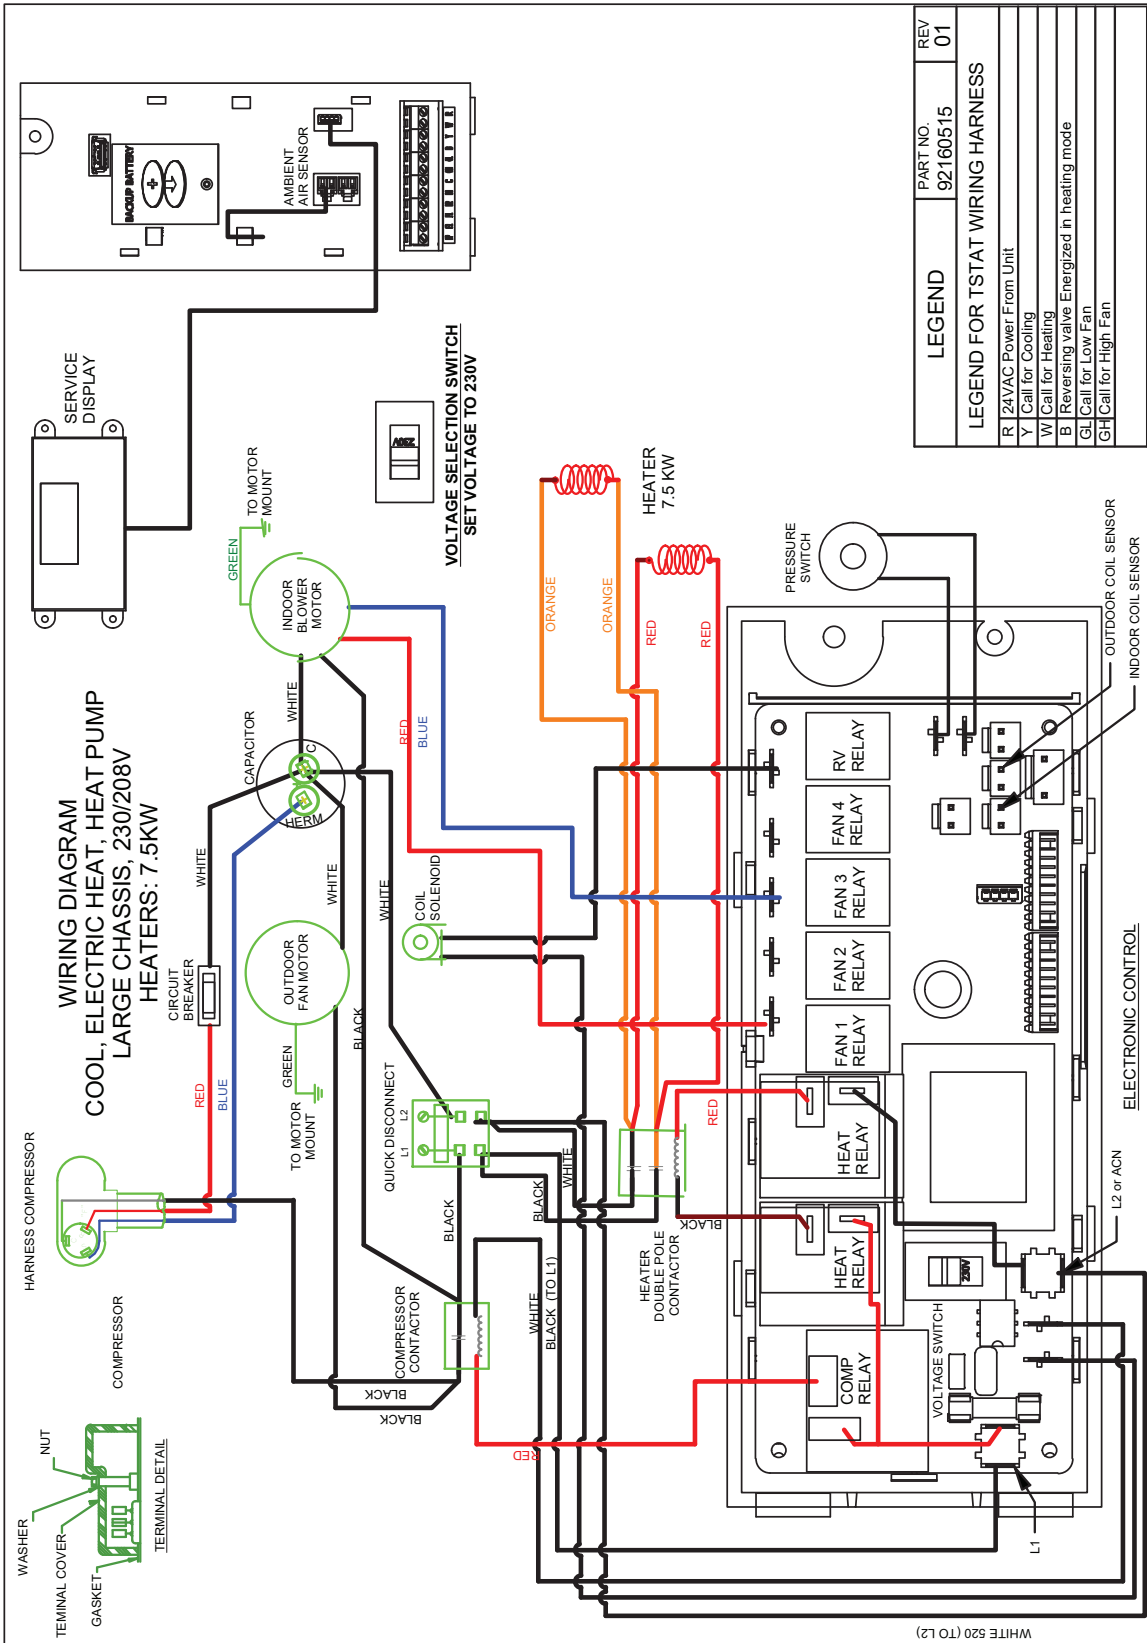 WIRING DIAGRAM
COOL, ELECTRIC HEAT, HEAT PUMP
LARGE CHASSIS, 230/208V
HEATERS: 7.5KW
WASHER
NUT
TEMINAL COVER
GASKET
TERMINAL DETAIL
HARNESS COMPRESSOR
COMPRESSOR
RED
BLUE
CIRCUIT
BREAKER
WHITE
CAPACITOR
HERM
C
WHITE
INDOOR
BLOWER
MOTOR
GREEN
TO MOTOR
MOUNT
SERVICE
DISPLAY
BACKUP BATTERY
AMBIENT
AIR SENSOR
230V
VOLTAGE SELECTION SWITCH
SET VOLTAGE TO 230V
OUTDOOR
FAN MOTOR
GREEN
TO MOTOR
MOUNT
WHITE
WHITE
BLACK
RED
BLUE
COIL
SOLENOID
QUICK DISCONNECT
L1
L2
BLACK
BLACK
BLACK
COMPRESSOR
CONTACTOR
BLACK
WHITE
BLACK (TO L1)
BLACK
WHITE
RED
HEATER
DOUBLE POLE
CONTACTOR
BLACK
RED
ORANGE
ORANGE
RED
RED
HEATER
7.5 KW
PRESSURE
SWITCH
COMP
RELAY
HEAT
RELAY
HEAT
RELAY
FAN 1
RELAY
FAN 2
RELAY
FAN 3
RELAY
FAN 4
RELAY
RV
RELAY
VOLTAGE SWITCH
230V
L1
L2 or ACN
ELECTRONIC CONTROL
OUTDOOR COIL SENSOR
INDOOR COIL SENSOR
WHITE 520 (TO L2)
LEGEND
PART NO.
92160515
REV
01
LEGEND FOR TSTAT WIRING HARNESS
R 24VAC Power From Unit
Y Call for Cooling
W Call for Heating
B Reversing valve Energized in heating mode
GL Call for Low Fan
GH Call for High Fan